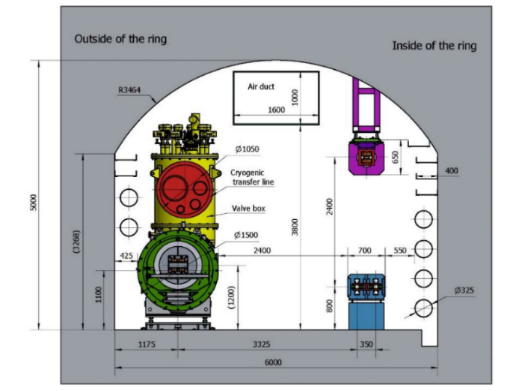 Outside of the ring
Inside of the ring
R3464
Air duct
1600
1000
Ø1050
Cryogenic
transfer line
Valve box
Ø1500
650
400
2400
3800
5000
(3268)
425
2400
700
550
1100
(1200)
800
Ø325
1175
3325
350
6000